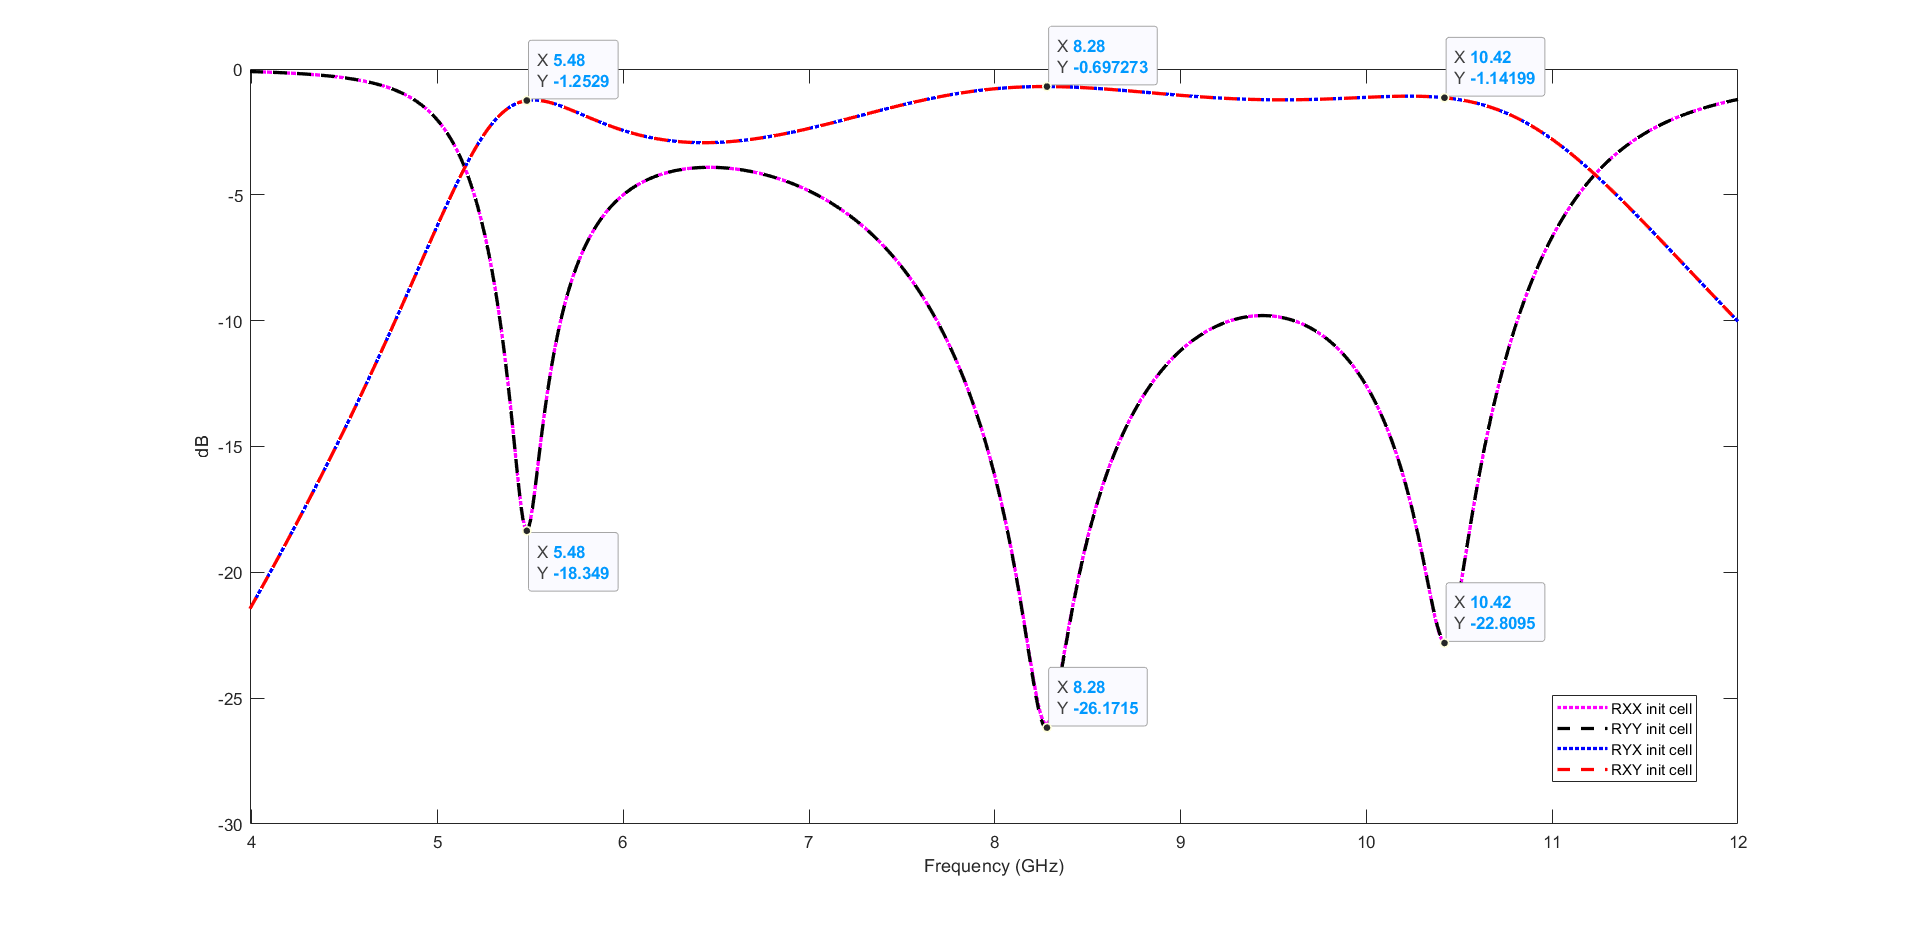 X 8.28
Y -0.697273
X 5.48
Y -1.2529
X 10.42
Y -1.14199
0
-5
-10
-15
-20
-25
-30
dB
X 5.48
Y -18.349
X 10.42
Y -22.8095
X 8.28
Y -26.1715
RXX init cell
RYY init cell
RYX init cell
RXY init cell
4 5 6 7 8 9 10 11 12
Frequency (GHz)